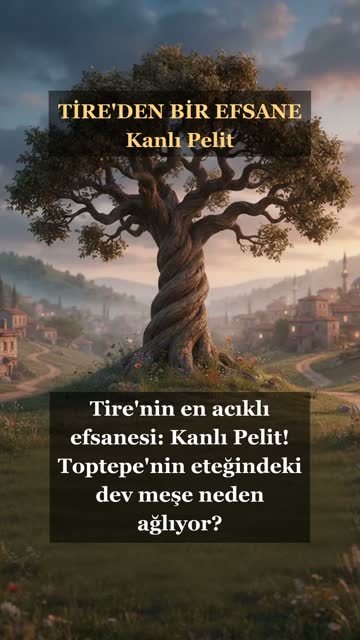 TİRE'DEN BİR EFSANE
Kanlı Pelit
Tire'nin en acıklı
efsanesi: Kanlı Pelit!
Toptepe'nin eteğindeki
dev meşe neden
ağlıyor?